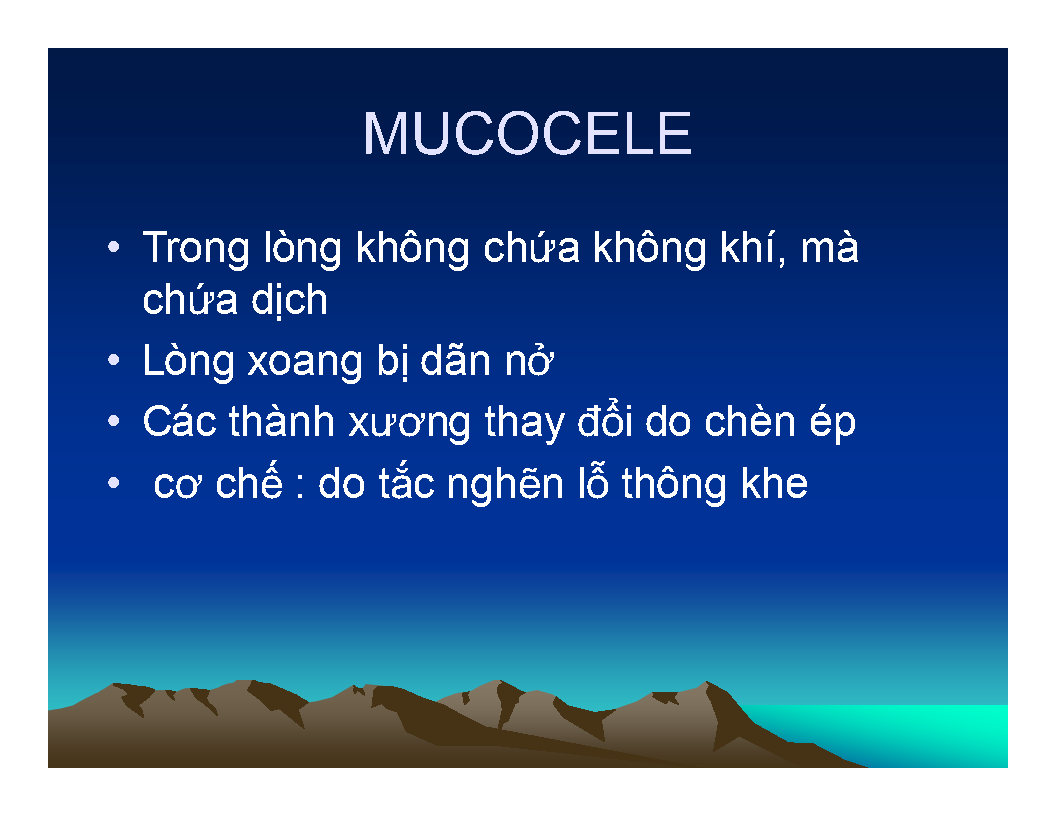 MUCOCELE
• Trong lòng không chứa không khí, mà
chứa dịch
• Lòng xoang bị dãn nở
• Các thành xương thay đổi do chèn ép
• cơ chế : do tắc nghẽn lỗ thông khe